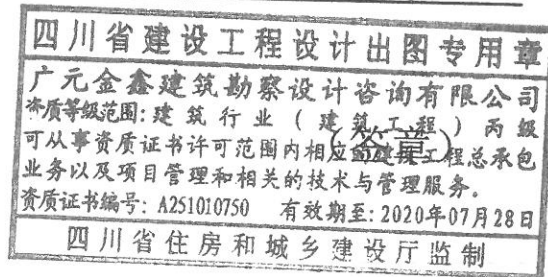 四川省建设工程设计出图专用章
广元金鑫建筑勘察设计咨询有限公司
资质等级范围:建筑行业(建筑工程)丙级
可从事资质证书许可范围内相应的建设工程总承包
业务以及项目管理和相关的技术与管理服务。
(签章)
资质证书编号: A251010750 有效期至:2020年07月28日
四川省住房和城乡建设厅监制